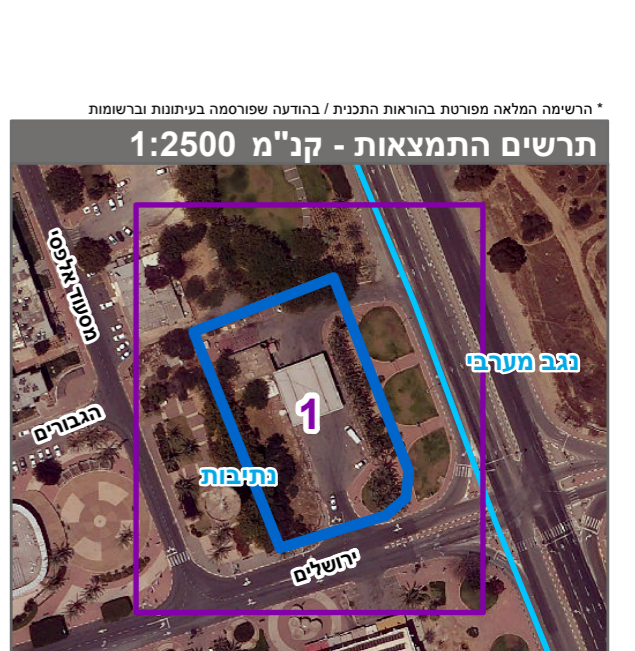 * הרשימה המלאה מפורטת בהוראות התכנית / בהודעה שפורסמה בעיתונות וברשומות
תרשים התמצאות - קנ"מ 1:2500
מסעוד אלפסי
נגב מערבי
הגבורים
1
נתיבות
ירושלים